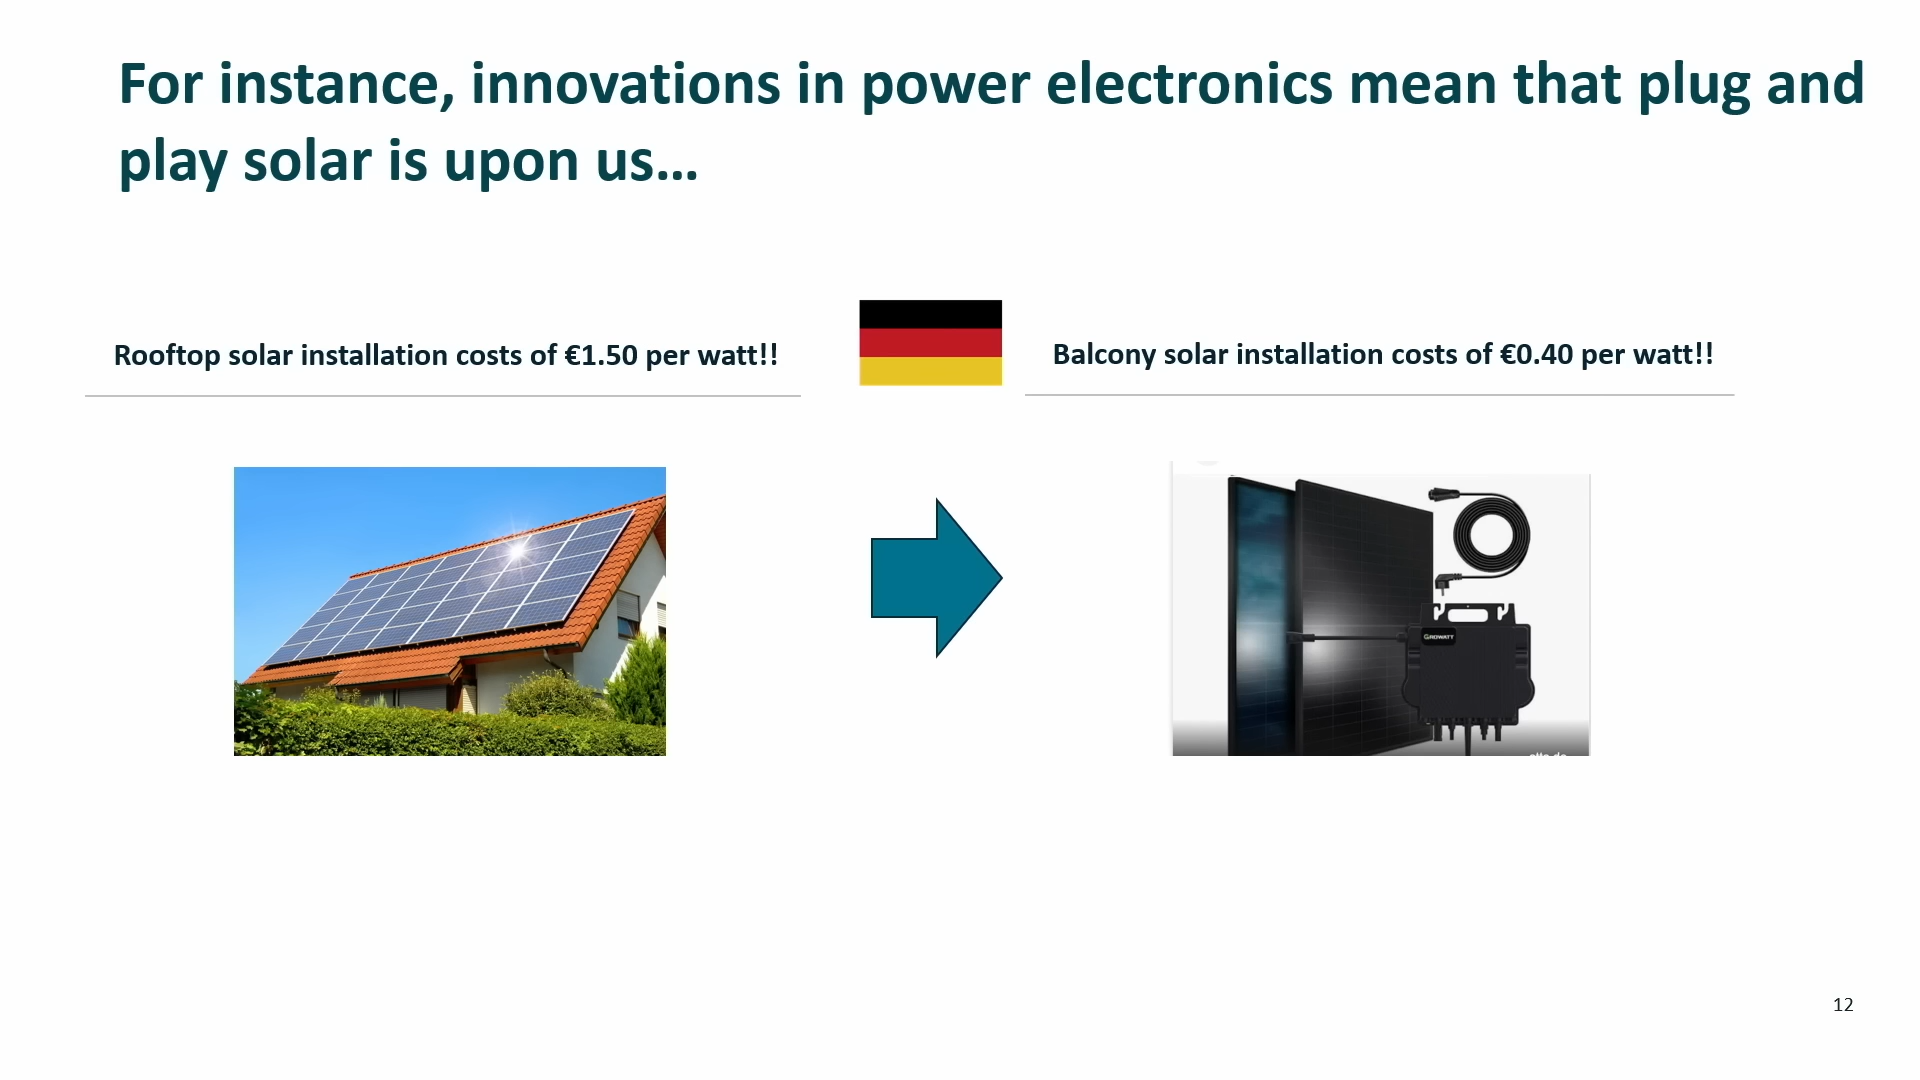 For instance, innovations in power electronics mean that plug and
play solar is upon us…
Rooftop solar installation costs of €1.50 per watt!!
Balcony solar installation costs of €0.40 per watt!!
GROWATT
12